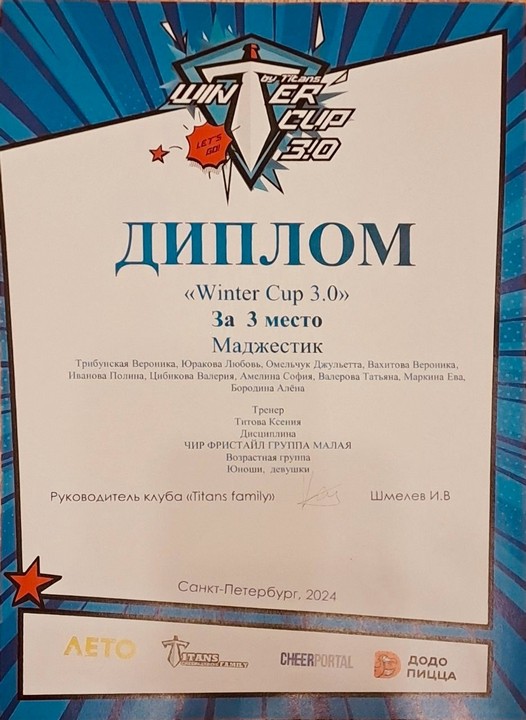 by Titans
WINTER
CUP
3.0
LET'S
GO!
ДИПЛОМ
«Winter Cup 3.0»
За 3 место
Маджестик
Трибунская Вероника, Юракова Любовь, Омельчук Джульетта, Вахитова Вероника,
Иванова Полина, Цибикова Валерия, Амелина София, Валерова Татьяна, Маркина Ева,
Бородина Алёна
Тренер
Титова Ксения
Дисциплина
ЧИР ФРИСТАЙЛ ГРУППА МАЛАЯ
Возрастная группа
Юноши, девушки
Руководитель клуба «Titans family» Шмелев И.В
Санкт-Петербург, 2024
ЛЕТО TITANS FAMILY CHEERPORTAL ДОДО
ПИЦЦА